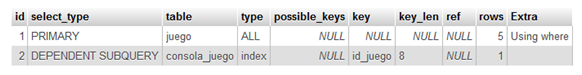 id select_type table type possible_keys key key_len ref rows Extra
1 PRIMARY juego ALL NULL NULL NULL NULL 5 Using where
2 DEPENDENT SUBQUERY consola_juego index NULL id_juego 8 NULL 1